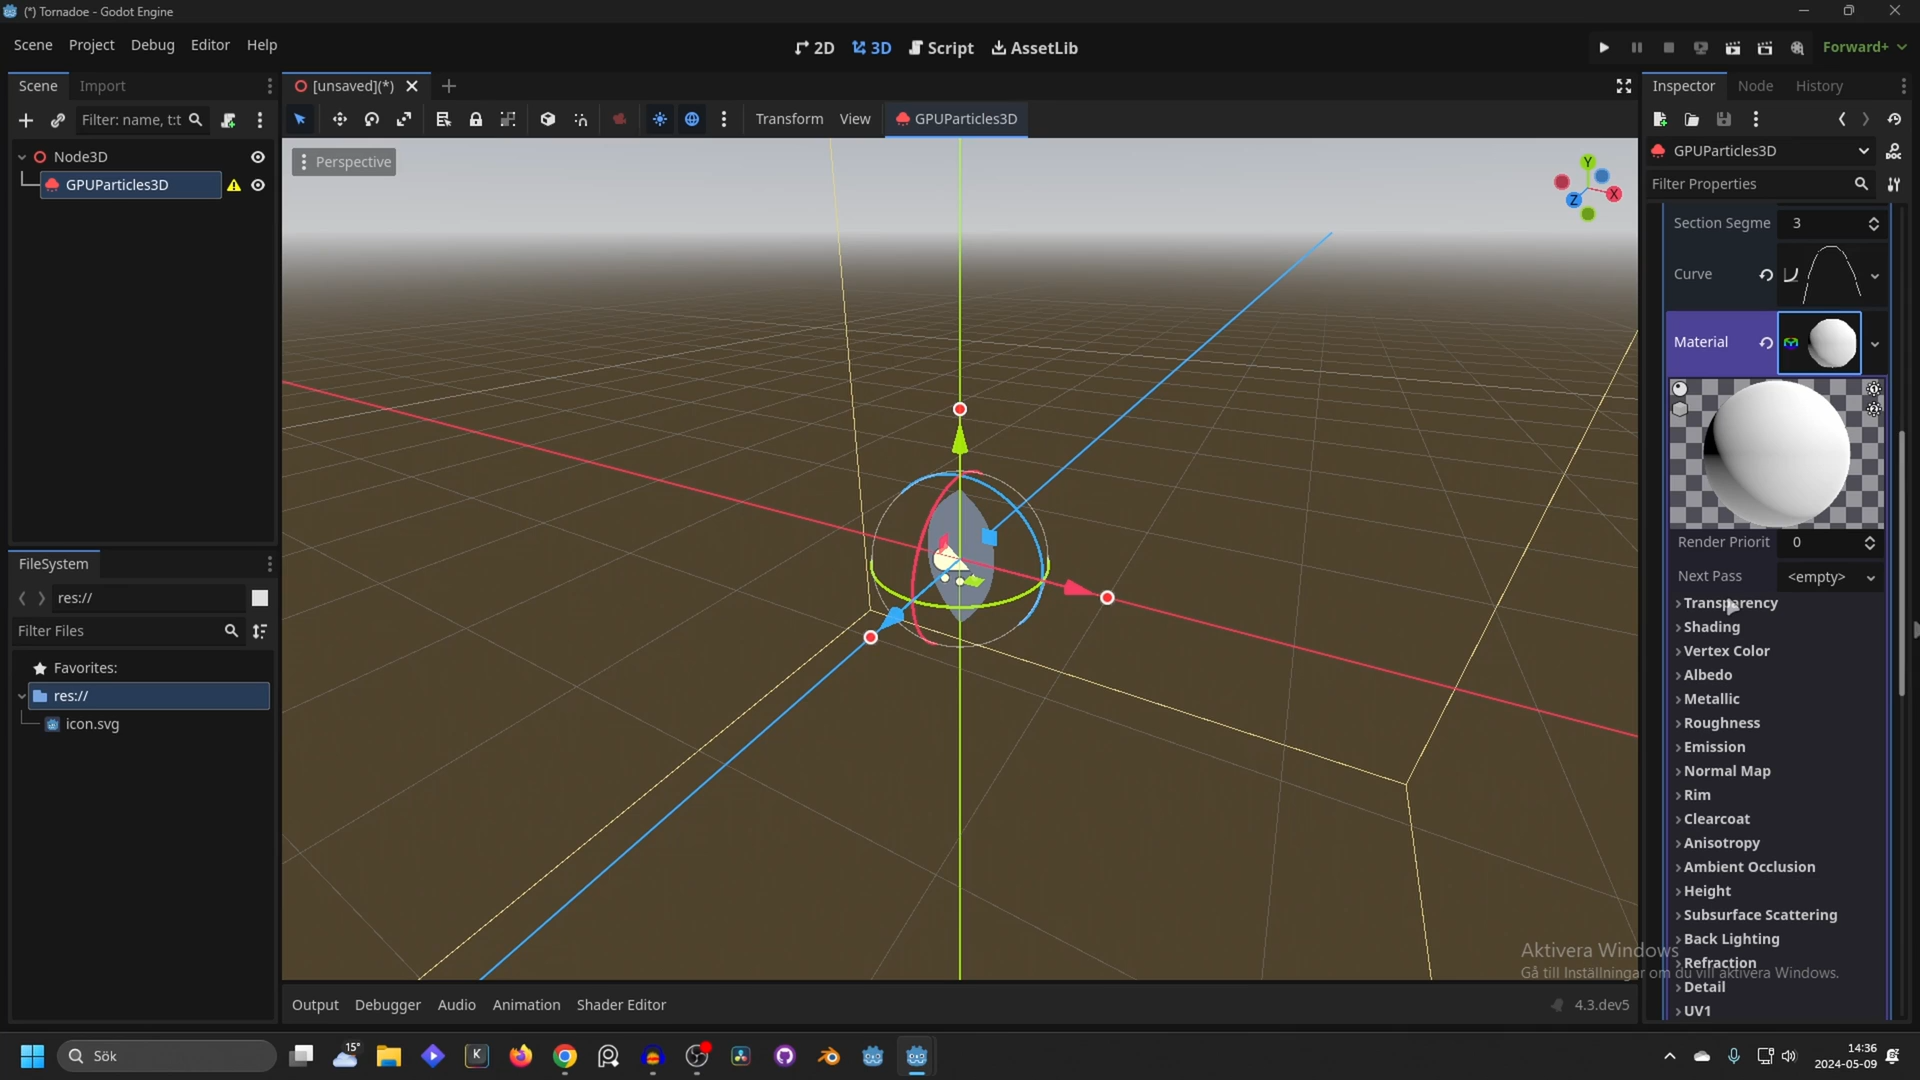 (*) Tornadoe - Godot Engine
Scene Project Debug Editor Help
2D 3D Script AssetLib
Forward+
Scene Import
[unsaved](*)
Inspector Node History
Filter: name, t:t
Transform View GPUParticles3D
Node3D
GPUParticles3D
Perspective
Y
X
Z
GPUParticles3D
Filter Properties
Section Segme 3
Curve
Material
Render Priorit 0
Next Pass <empty>
Transparency
Shading
Vertex Color
Albedo
Metallic
Roughness
Emission
Normal Map
Rim
Clearcoat
Anisotropy
Ambient Occlusion
Height
Subsurface Scattering
Back Lighting
Refraction
Detail
UV1
FileSystem
res://
Filter Files
Favorites:
res://
icon.svg
Aktivera Windows
Gå till Inställningar om du vill aktivera Windows.
Output Debugger Audio Animation Shader Editor
4.3.dev5
Sök
15°
K
14:36
2024-05-09